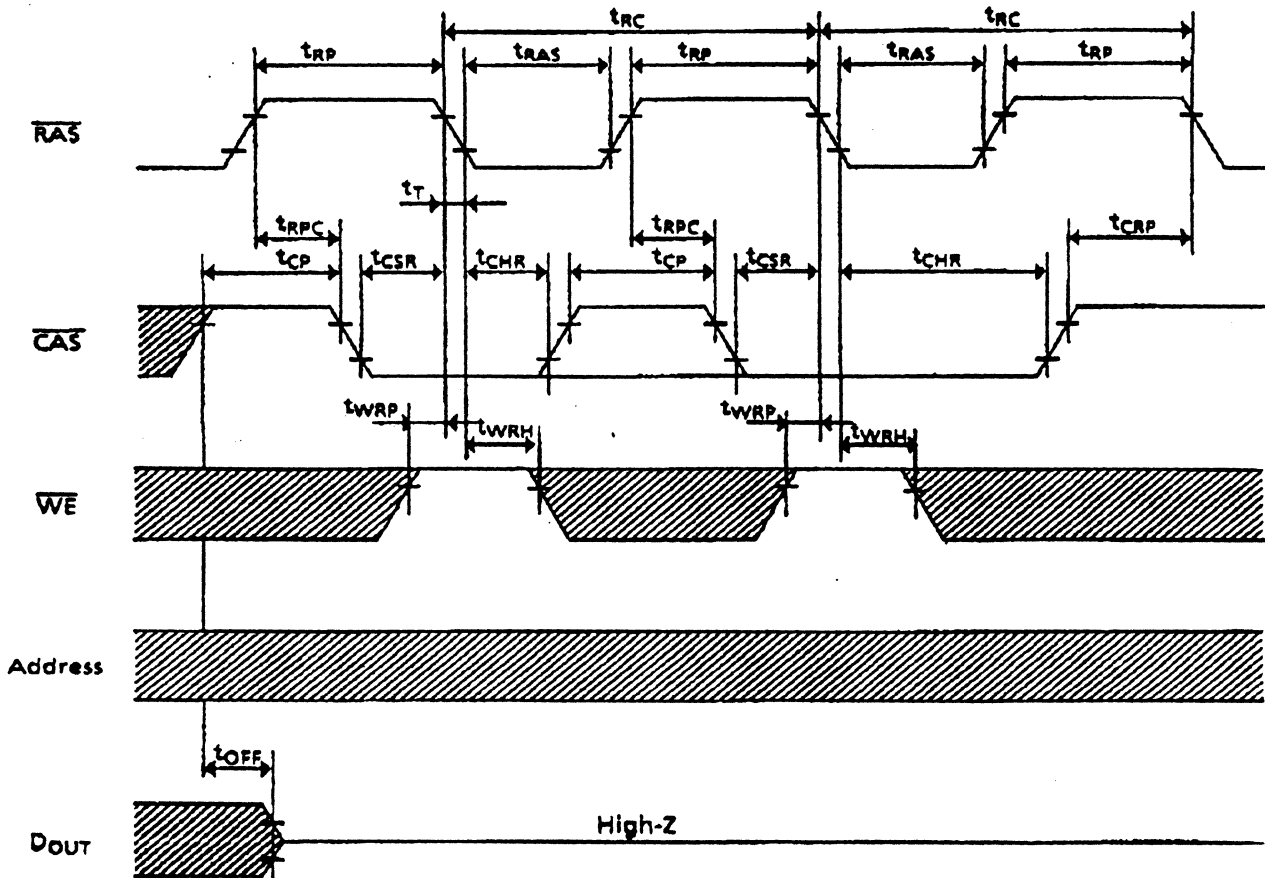 tRC tRC
tRP tRAS tRP tRAS tRP
RAS
tT
tRPC tRPC tCRP
tCP tCSR tCHR tCP tCSR tCHR
CAS
tWRP tWRH tWRP tWRH
WE
Address
tOFF
High-Z
DOUT